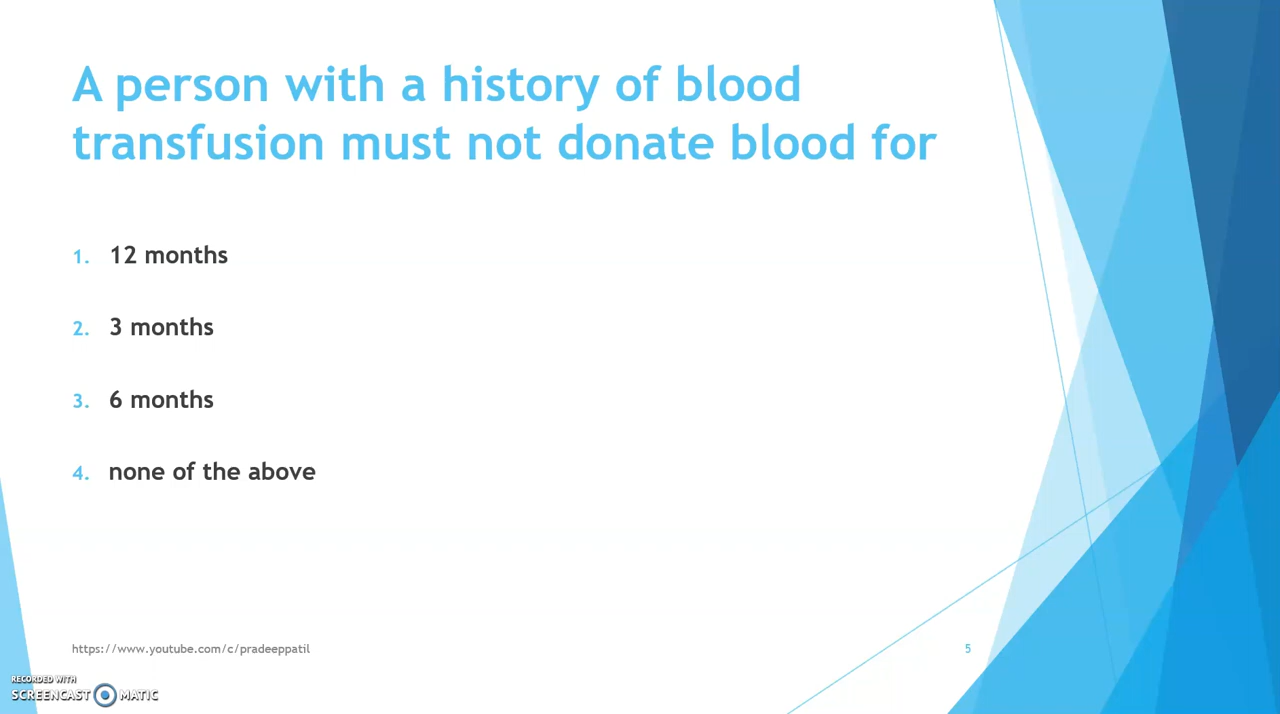 A person with a history of blood
transfusion must not donate blood for
1. 12 months
2. 3 months
3. 6 months
4. none of the above
https://www.youtube.com/c/pradeeppatil
5
RECORDED WITH
SCREENCAST MATIC